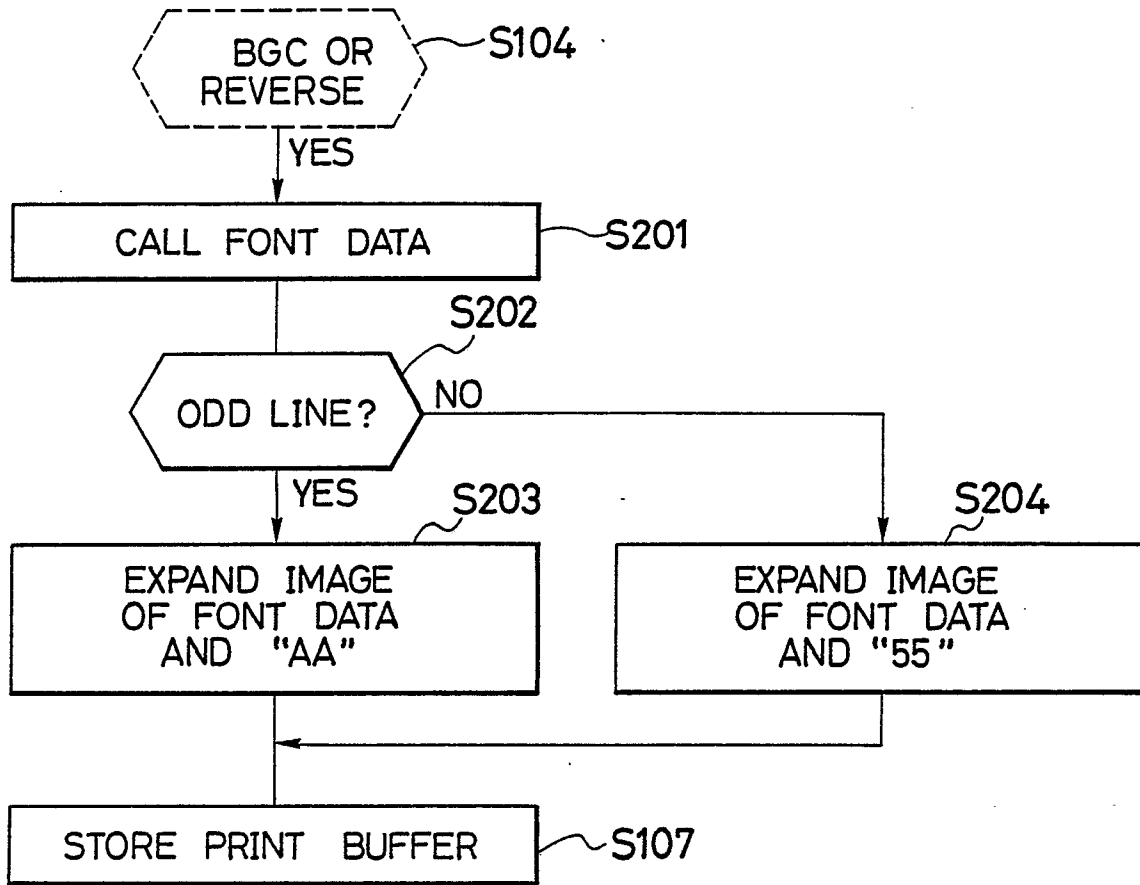 BGC OR
REVERSE
S104
YES
CALL FONT DATA
S201
S202
ODD LINE?
NO
YES
S203
S204
EXPAND IMAGE
OF FONT DATA
AND "AA"
EXPAND IMAGE
OF FONT DATA
AND "55"
STORE PRINT BUFFER
S107